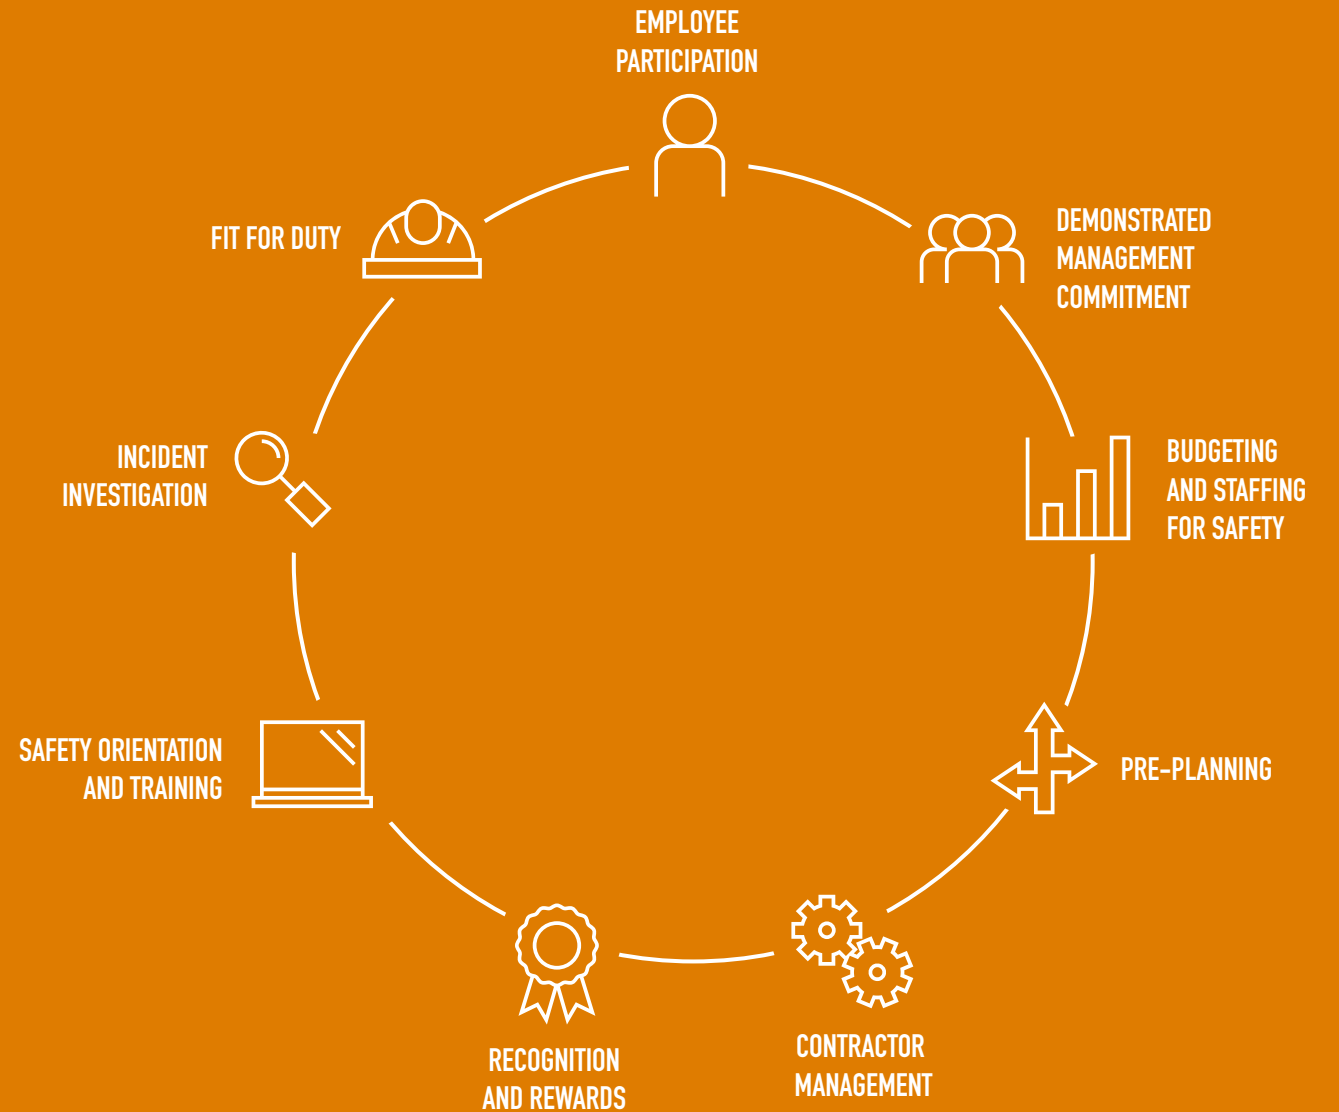 EMPLOYEE
PARTICIPATION
DEMONSTRATED
MANAGEMENT
COMMITMENT
BUDGETING
AND STAFFING
FOR SAFETY
PRE-PLANNING
CONTRACTOR
MANAGEMENT
RECOGNITION
AND REWARDS
SAFETY ORIENTATION
AND TRAINING
INCIDENT
INVESTIGATION
FIT FOR DUTY